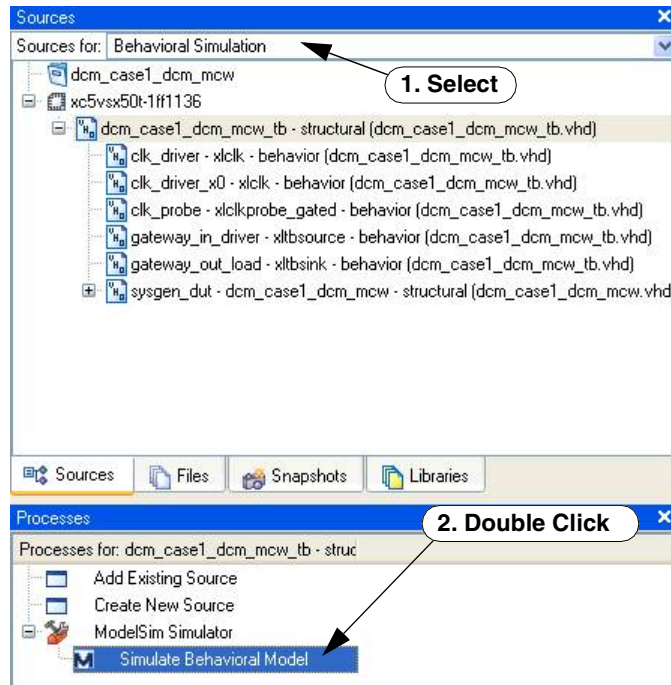 Sources
Sources for: Behavioral Simulation
1. Select
dcm_case1_dcm_mcw
xc5vsx50t-1ff1136
dcm_case1_dcm_mcw_tb - structural (dcm_case1_dcm_mcw_tb.vhd)
clk_driver - xlclk - behavior (dcm_case1_dcm_mcw_tb.vhd)
clk_driver_x0 - xlclk - behavior (dcm_case1_dcm_mcw_tb.vhd)
clk_probe - xlclkprobe_gated - behavior (dcm_case1_dcm_mcw_tb.vhd)
gateway_in_driver - xltbsource - behavior (dcm_case1_dcm_mcw_tb.vhd)
gateway_out_load - xltbsink - behavior (dcm_case1_dcm_mcw_tb.vhd)
sysgen_dut - dcm_case1_dcm_mcw - structural (dcm_case1_dcm_mcw.vhd
Sources Files Snapshots Libraries
Processes
2. Double Click
Processes for: dcm_case1_dcm_mcw_tb - struc
Add Existing Source
Create New Source
ModelSim Simulator
Simulate Behavioral Model